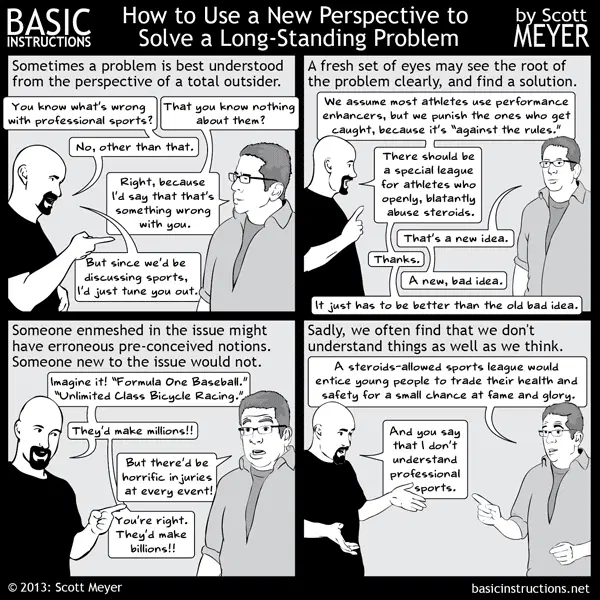 BASIC
INSTRUCTIONS
How to Use a New Perspective to
Solve a Long-Standing Problem
by Scott
MEYER
Sometimes a problem is best understood
from the perspective of a total outsider.
You know what's wrong
with professional sports?
That you know nothing
about them?
No, other than that.
Right, because
I'd say that that's
something wrong
with you.
But since we'd be
discussing sports,
I'd just tune you out.
A fresh set of eyes may see the root of
the problem clearly, and find a solution.
We assume most athletes use performance
enhancers, but we punish the ones who get
caught, because it's "against the rules."
There should be
a special league
for athletes who
openly, blatantly
abuse steroids.
That's a new idea.
Thanks.
A new, bad idea.
It just has to be better than the old bad idea.
Someone enmeshed in the issue might
have erroneous pre-conceived notions.
Someone new to the issue would not.
Imagine it! "Formula One Baseball."
"Unlimited Class Bicycle Racing."
They'd make millions!!
But there'd be
horrific injuries
at every event!
You're right.
They'd make
billions!!
Sadly, we often find that we don't
understand things as well as we think.
A steroids-allowed sports league would
entice young people to trade their health and
safety for a small chance at fame and glory.
And you say
that I don't
understand
professional
sports.
© 2013: Scott Meyer
basicinstructions.net